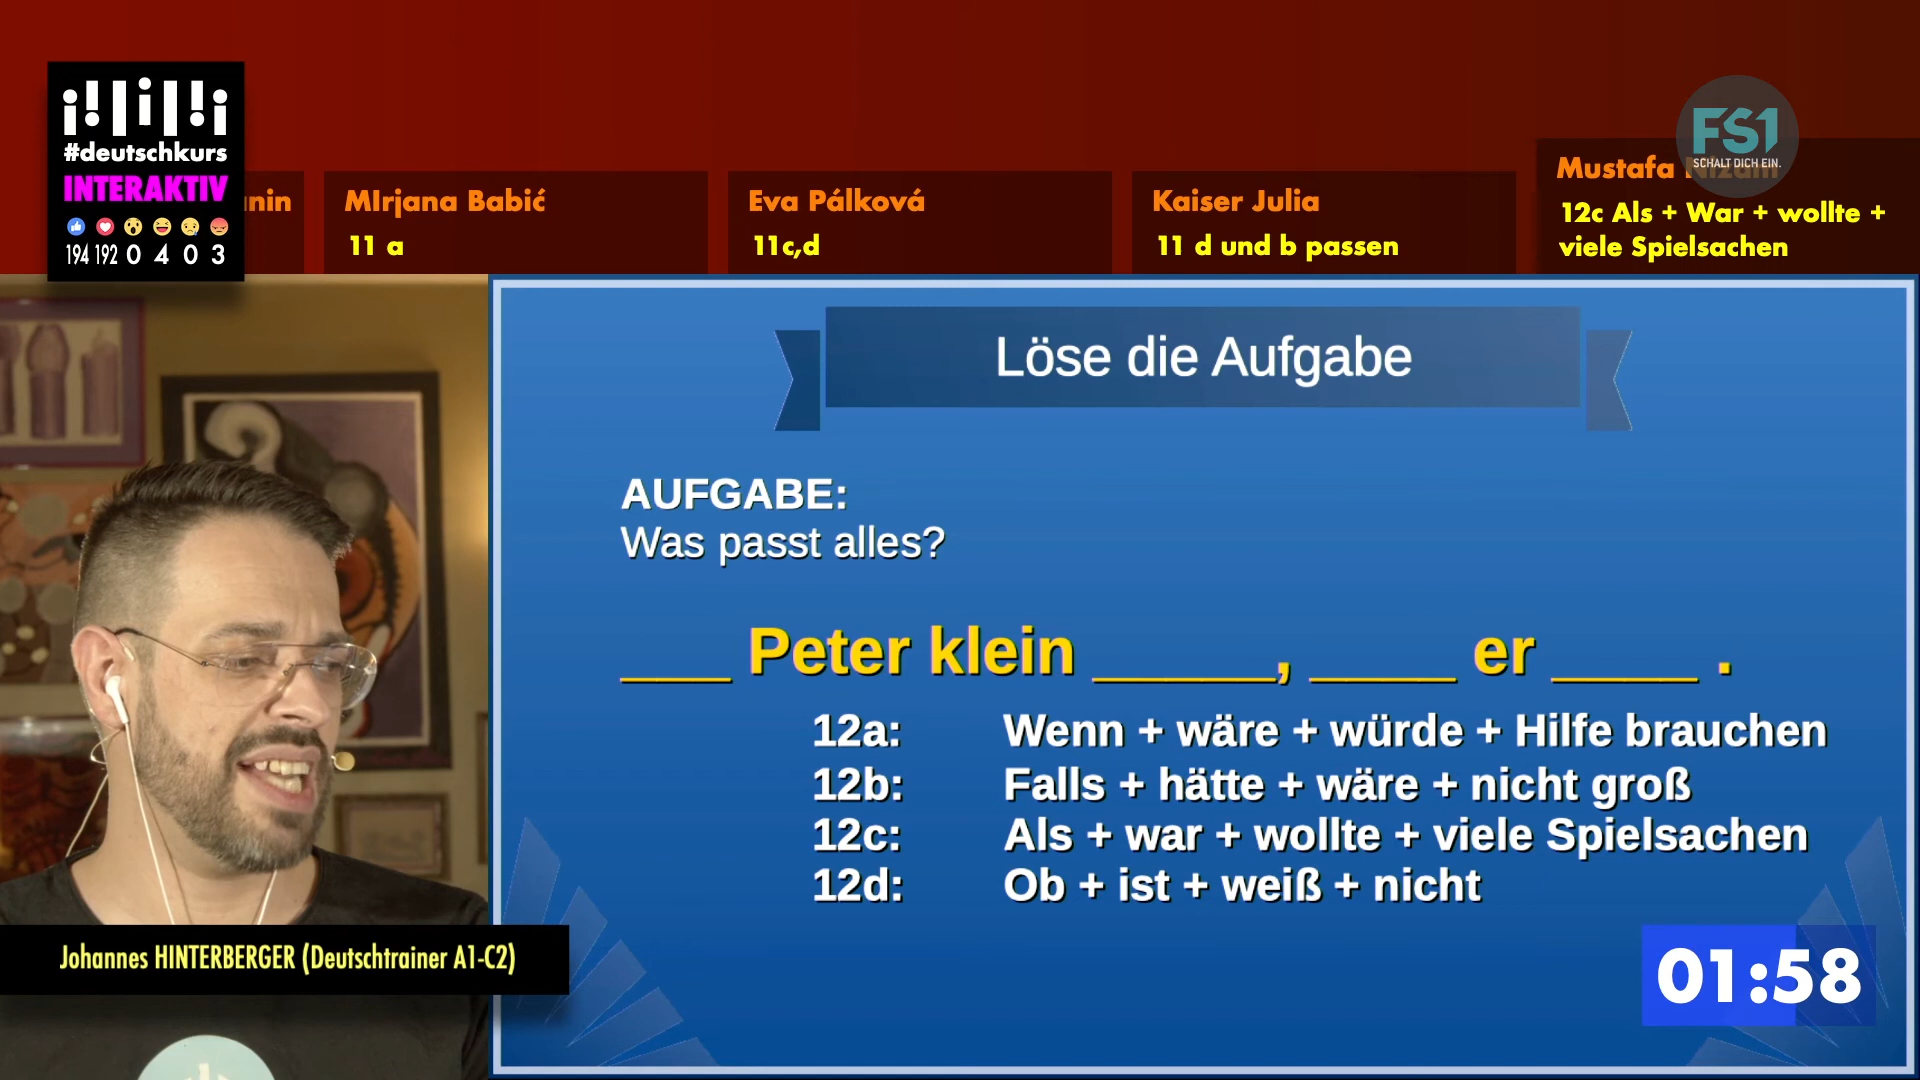 #deutschkurs
INTERAKTIV
194 192 0 4 0 3
MIrjana Babić
11 a
Eva Pálková
11c,d
Kaiser Julia
11 d und b passen
Mustafa
12c Als + War + wollte +
viele Spielsachen
FS1
SCHALT DICH EIN.
Löse die Aufgabe
AUFGABE:
Was passt alles?
___ Peter klein _____, ____ er ____ .
12a: Wenn + wäre + würde + Hilfe brauchen
12b: Falls + hätte + wäre + nicht groß
12c: Als + war + wollte + viele Spielsachen
12d: Ob + ist + weiß + nicht
Johannes HINTERBERGER (Deutschtrainer A1-C2)
01:58